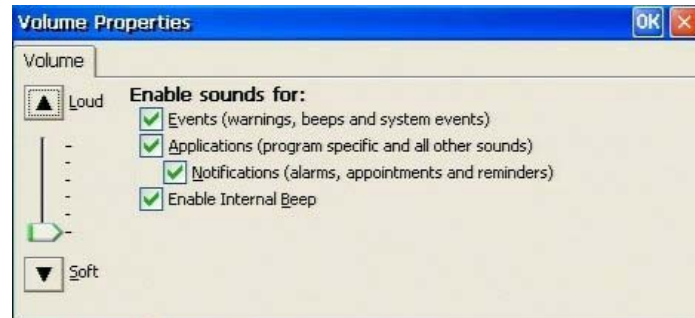 Volume Properties
OK
Volume
Loud
Enable sounds for:
Events (warnings, beeps and system events)
Applications (program specific and all other sounds)
Notifications (alarms, appointments and reminders)
Enable Internal Beep
Soft